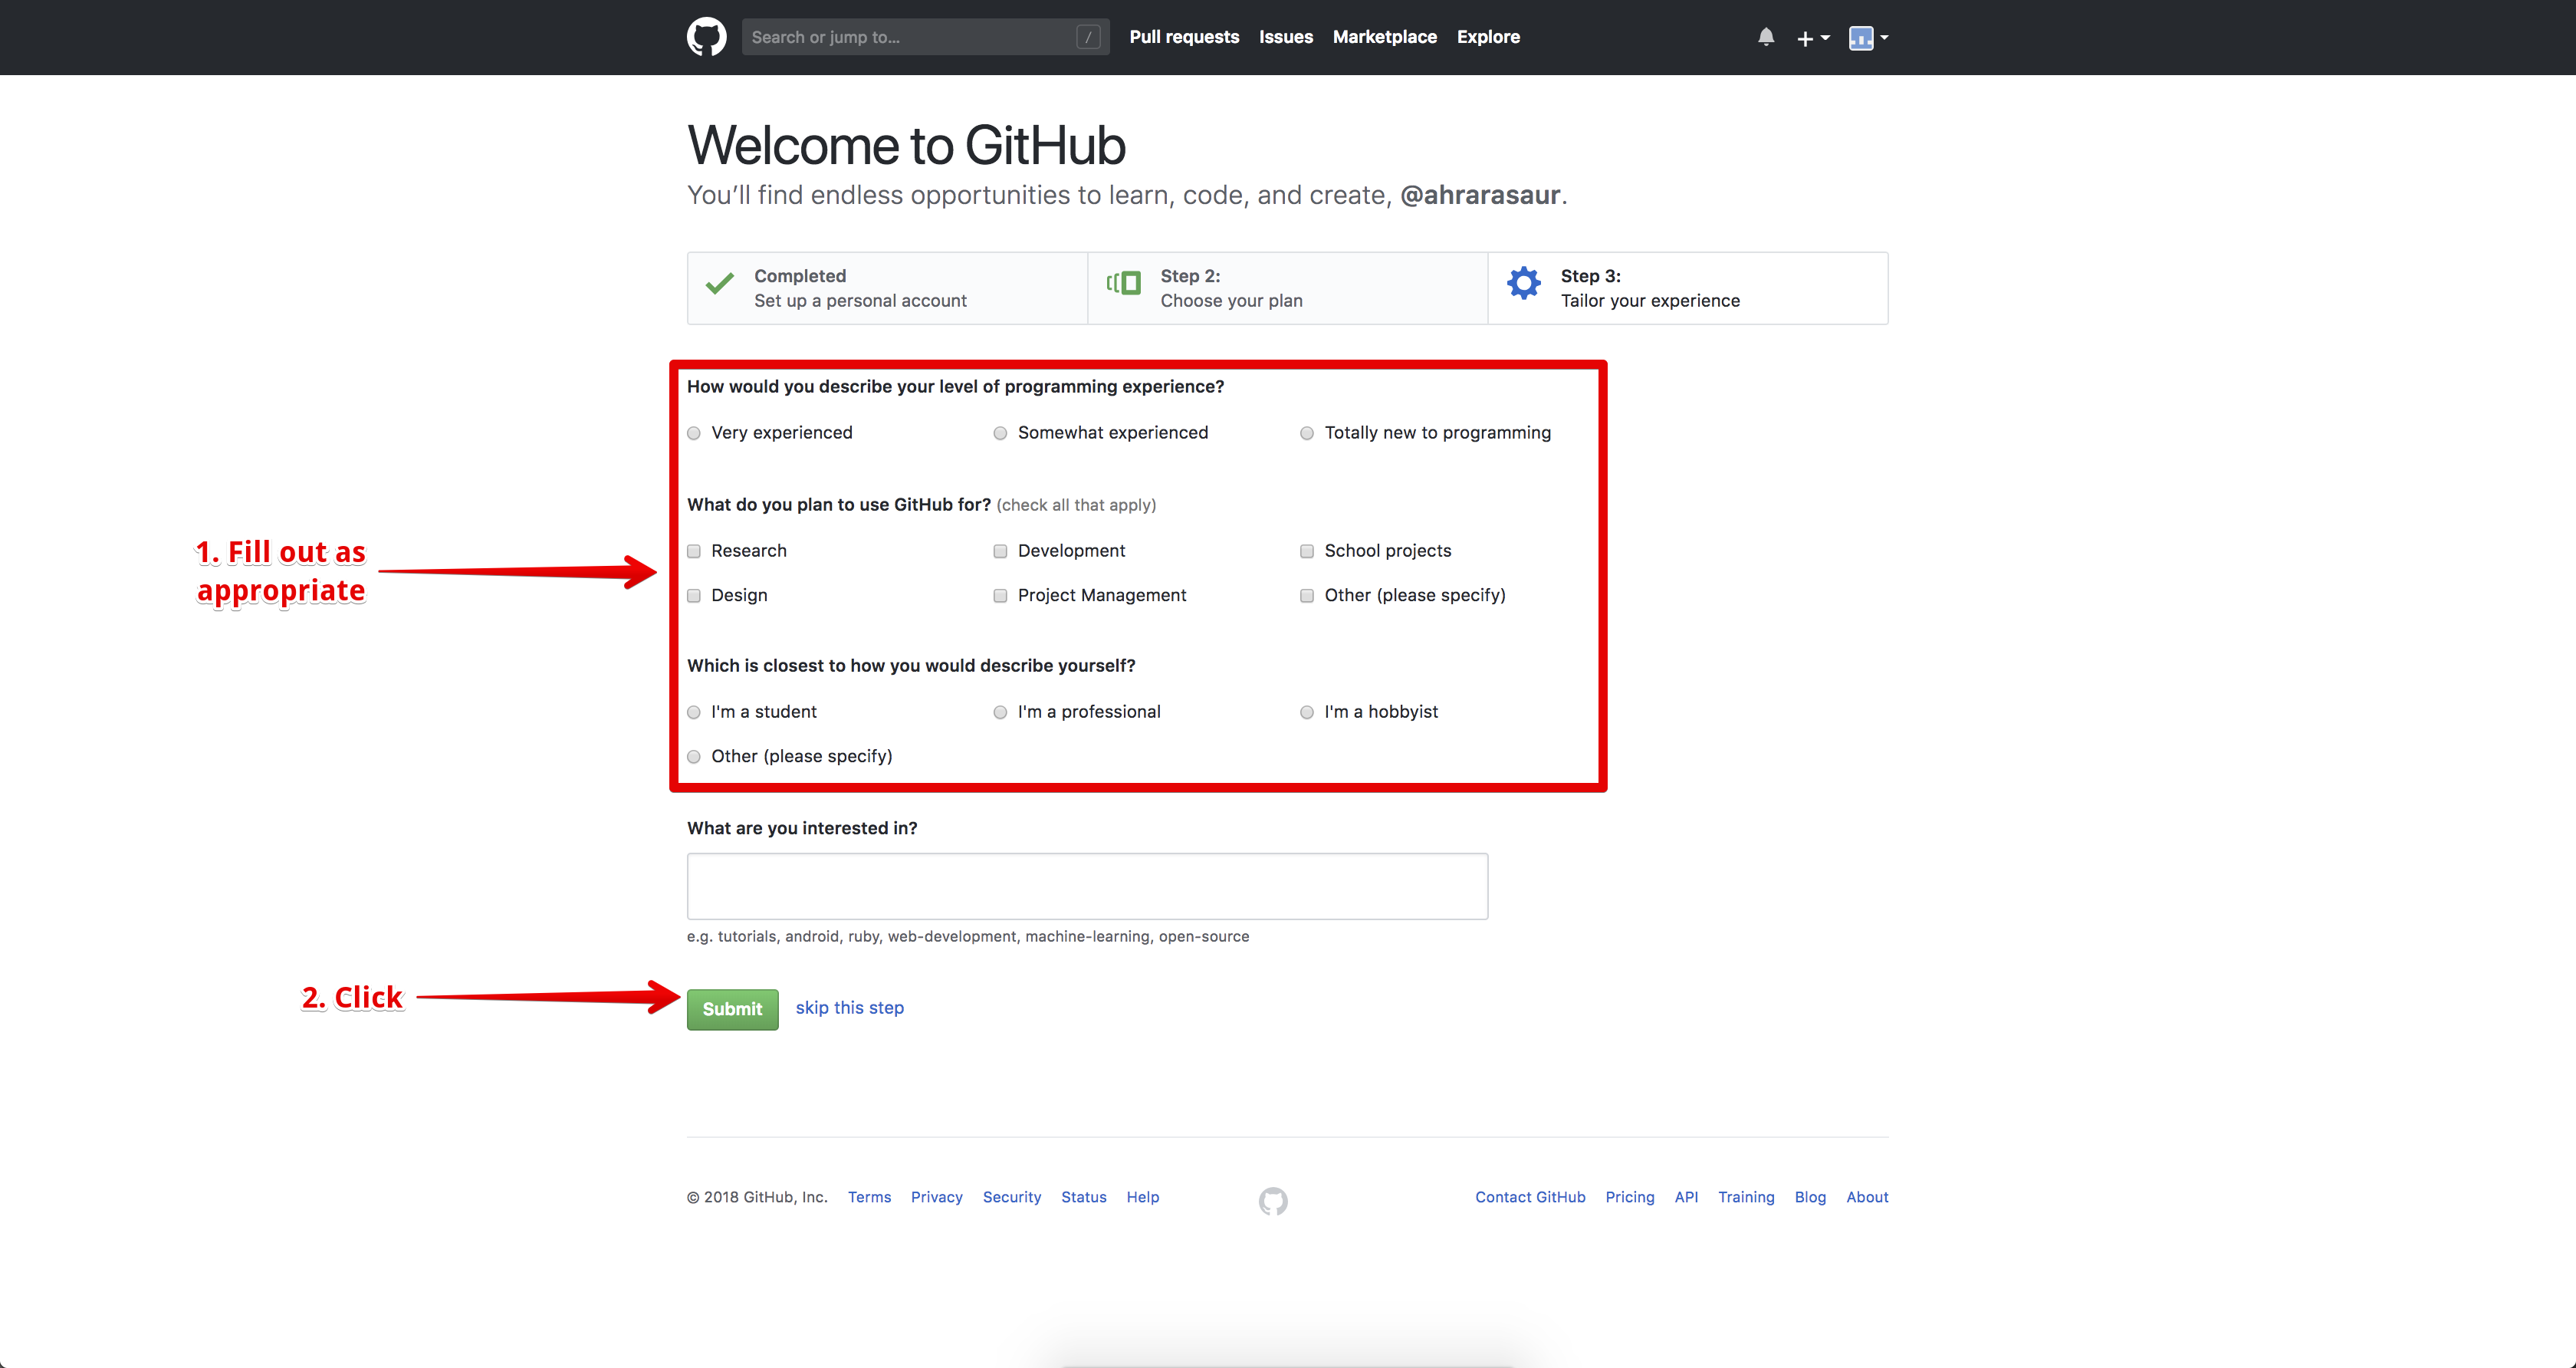 Search or jump to... /
Pull requests Issues Marketplace Explore
Welcome to GitHub
You’ll find endless opportunities to learn, code, and create, @ahrarasaur.
Completed
Set up a personal account
Step 2:
Choose your plan
Step 3:
Tailor your experience
How would you describe your level of programming experience?
Very experienced Somewhat experienced Totally new to programming
What do you plan to use GitHub for? (check all that apply)
1. Fill out as
appropriate
Research Development School projects
Design Project Management Other (please specify)
Which is closest to how you would describe yourself?
I'm a student I'm a professional I'm a hobbyist
Other (please specify)
What are you interested in?
e.g. tutorials, android, ruby, web-development, machine-learning, open-source
2. Click
Submit skip this step
© 2018 GitHub, Inc. Terms Privacy Security Status Help Contact GitHub Pricing API Training Blog About